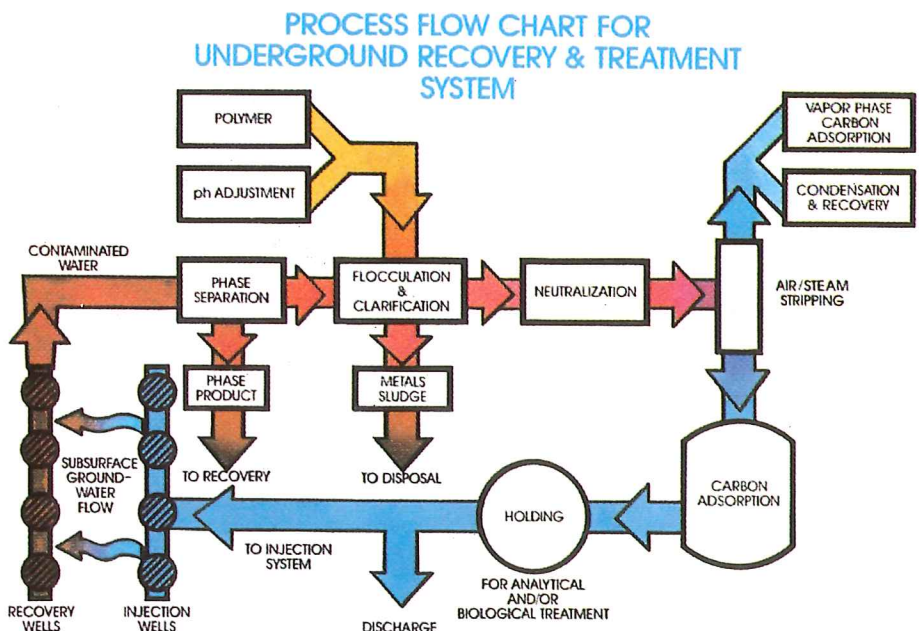 PROCESS FLOW CHART FOR
UNDERGROUND RECOVERY & TREATMENT
SYSTEM
POLYMER
ph ADJUSTMENT
VAPOR PHASE
CARBON
ADSORPTION
CONDENSATION
& RECOVERY
CONTAMINATED
WATER
PHASE
SEPARATION
FLOCCULATION
&
CLARIFICATION
NEUTRALIZATION
AIR/STEAM
STRIPPING
PHASE
PRODUCT
METALS
SLUDGE
TO RECOVERY
TO DISPOSAL
SUBSURFACE
GROUND-
WATER
FLOW
CARBON
ADSORPTION
HOLDING
TO INJECTION
SYSTEM
FOR ANALYTICAL
AND/OR
BIOLOGICAL TREATMENT
RECOVERY
WELLS
INJECTION
WELLS
DISCHARGE